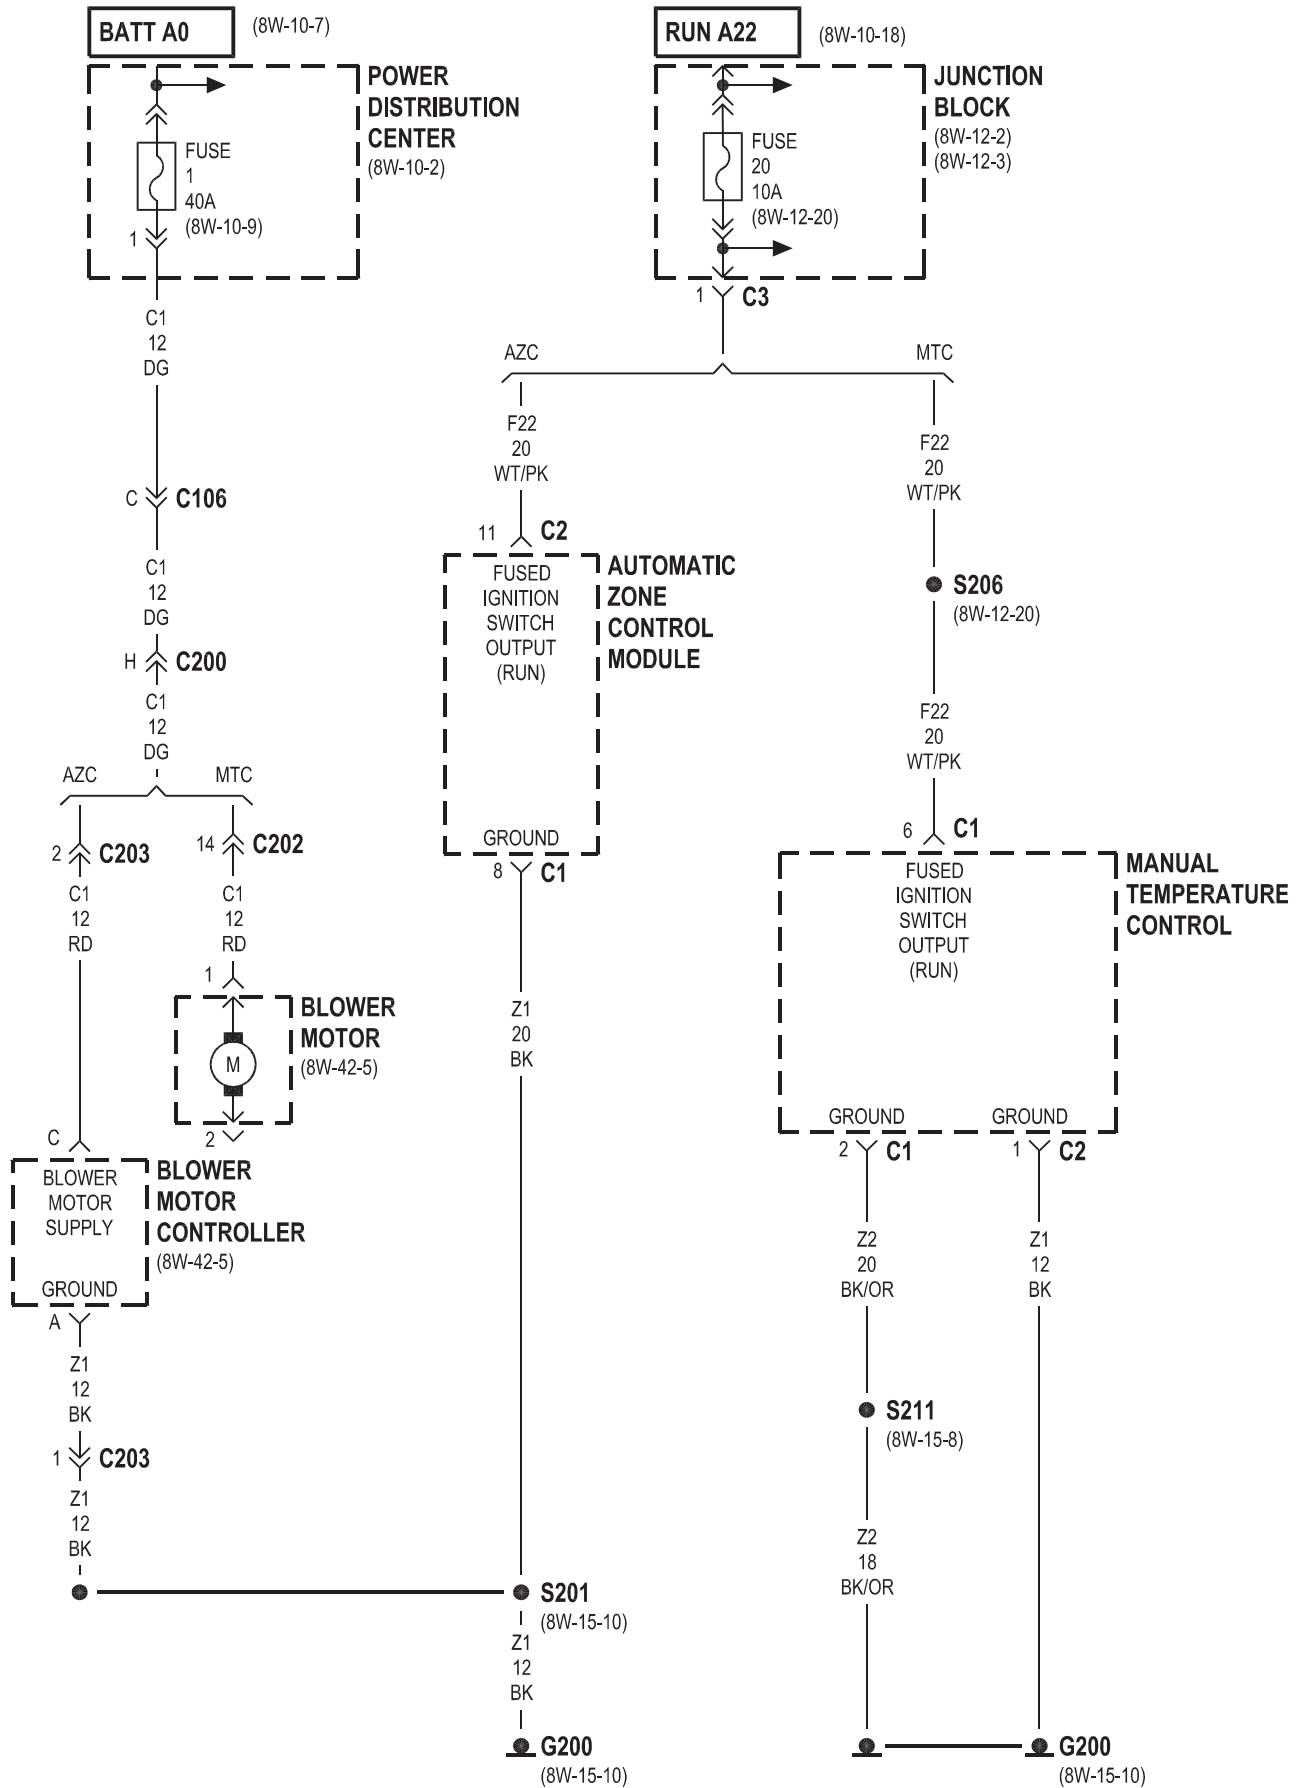 BATT A0
(8W-10-7)
POWER
DISTRIBUTION
CENTER
(8W-10-2)
FUSE
1
40A
(8W-10-9)
1
C1
12
DG
C
C106
C1
12
DG
H
C200
C1
12
DG
AZC
MTC
2
C203
14
C202
C1
12
RD
C1
12
RD
1
BLOWER
MOTOR
(8W-42-5)
M
2
C
BLOWER
MOTOR
SUPPLY
GROUND
BLOWER
MOTOR
CONTROLLER
(8W-42-5)
A
Z1
12
BK
1
C203
Z1
12
BK
RUN A22
(8W-10-18)
JUNCTION
BLOCK
(8W-12-2)
(8W-12-3)
FUSE
20
10A
(8W-12-20)
1
C3
AZC
MTC
F22
20
WT/PK
11
C2
FUSED
IGNITION
SWITCH
OUTPUT
(RUN)
AUTOMATIC
ZONE
CONTROL
MODULE
GROUND
8
C1
Z1
20
BK
S201
(8W-15-10)
Z1
12
BK
G200
(8W-15-10)
F22
20
WT/PK
S206
(8W-12-20)
F22
20
WT/PK
6
C1
FUSED
IGNITION
SWITCH
OUTPUT
(RUN)
MANUAL
TEMPERATURE
CONTROL
GROUND
GROUND
2
C1
1
C2
Z2
20
BK/OR
Z1
12
BK
S211
(8W-15-8)
Z2
18
BK/OR
G200
(8W-15-10)